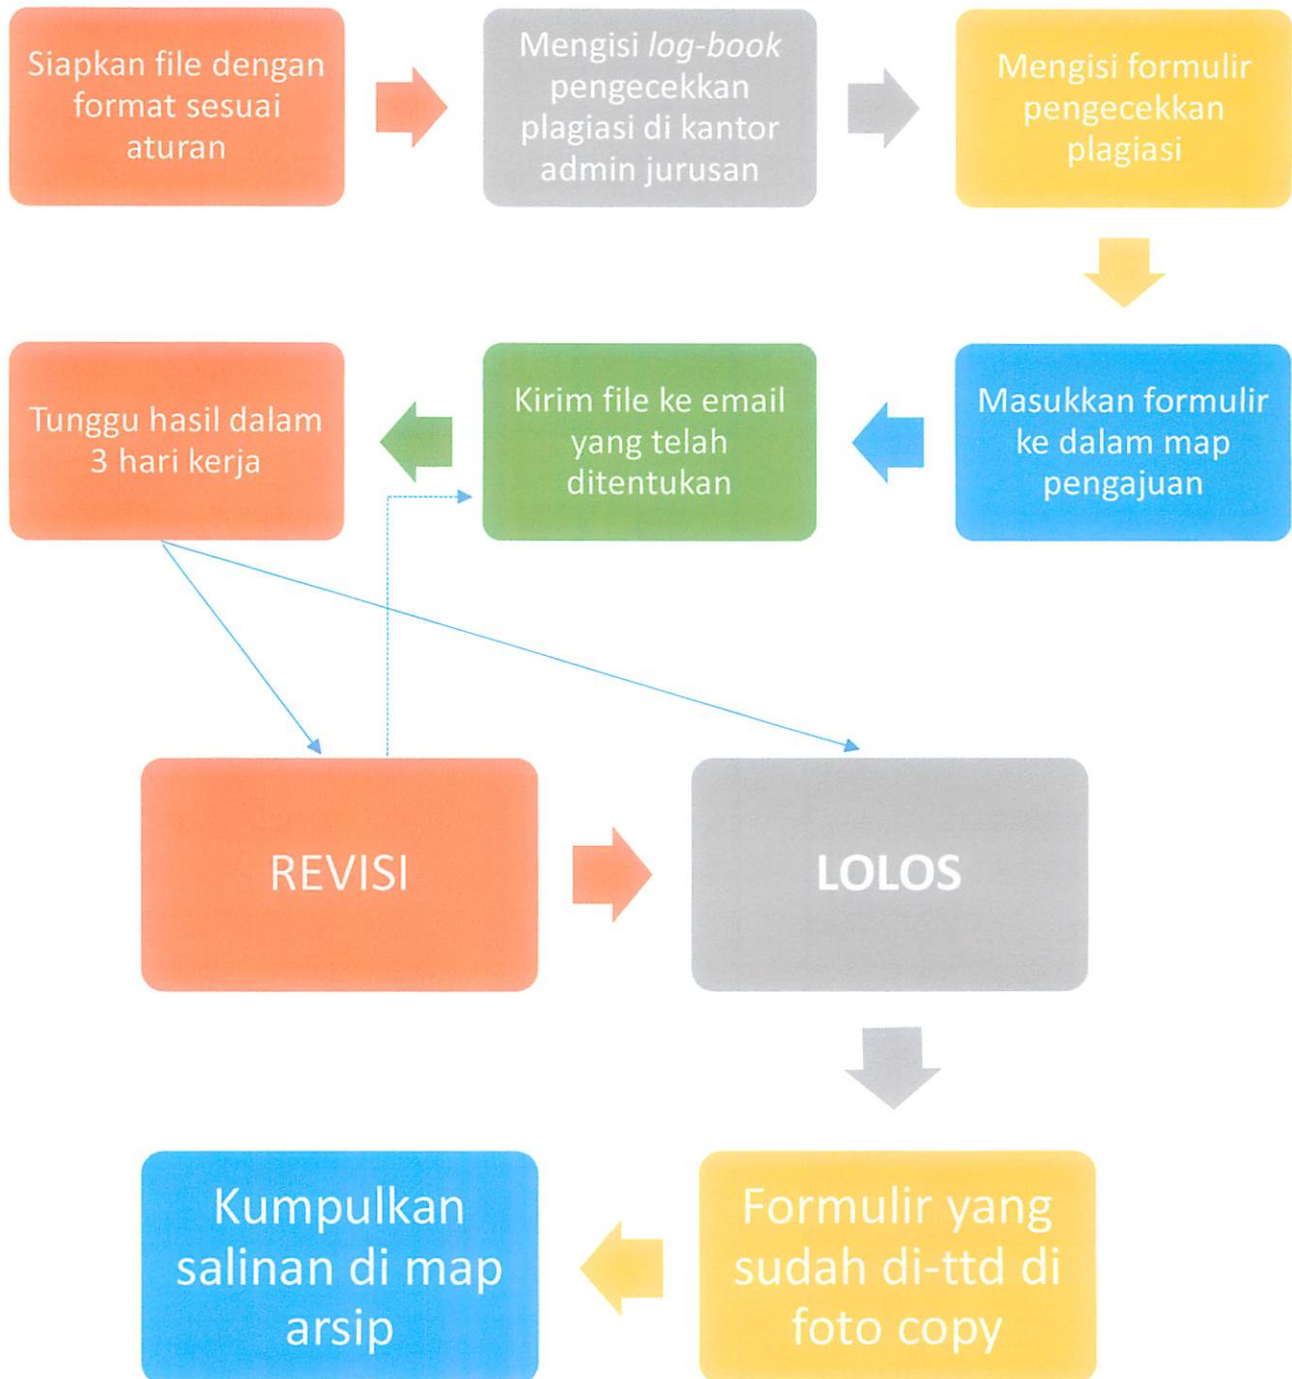 Siapkan file dengan
format sesuai
aturan
Mengisi log-book
pengecekkan
plagiasi di kantor
admin jurusan
Mengisi formulir
pengecekkan
plagiasi
Masukkan formulir
ke dalam map
pengajuan
Kirim file ke email
yang telah
ditentukan
Tunggu hasil dalam
3 hari kerja
REVISI
LOLOS
Formulir yang
sudah di-ttd di
foto copy
Kumpulkan
salinan di map
arsip